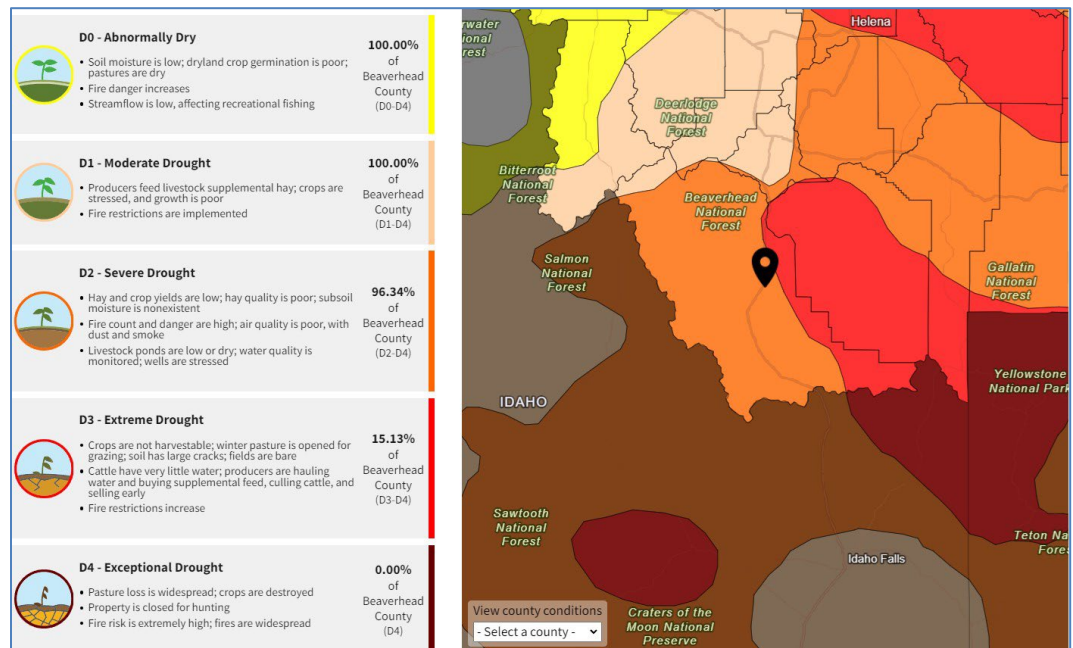 D0 - Abnormally Dry
• Soil moisture is low; dryland crop germination is poor;
pastures are dry
• Fire danger increases
• Streamflow is low, affecting recreational fishing
100.00%
of
Beaverhead
County
(D0-D4)
D1 - Moderate Drought
• Producers feed livestock supplemental hay; crops are
stressed, and growth is poor
• Fire restrictions are implemented
100.00%
of
Beaverhead
County
(D1-D4)
D2 - Severe Drought
• Hay and crop yields are low; hay quality is poor; subsoil
moisture is nonexistent
• Fire count and danger are high; air quality is poor, with
dust and smoke
• Livestock ponds are low or dry; water quality is
monitored; wells are stressed
96.34%
of
Beaverhead
County
(D2-D4)
D3 - Extreme Drought
• Crops are not harvestable; winter pasture is opened for
grazing; soil has large cracks; fields are bare
• Cattle have very little water; producers are hauling
water and buying supplemental feed, culling cattle, and
selling early
• Fire restrictions increase
15.13%
of
Beaverhead
County
(D3-D4)
D4 - Exceptional Drought
• Pasture loss is widespread; crops are destroyed
• Property is closed for hunting
• Fire risk is extremely high; fires are widespread
0.00%
of
Beaverhead
County
(D4)
rwater
ional
rest
Helena
Deerlodge
National
Forest
Bitterroot
National
Forest
Beaverhead
National
Forest
Salmon
National
Forest
Gallatin
National
Forest
Yellowstone
National Park
IDAHO
Sawtooth
National
Forest
Idaho Falls
Teton Na
Fores
Craters of the
Moon National
Preserve
View county conditions
- Select a county -